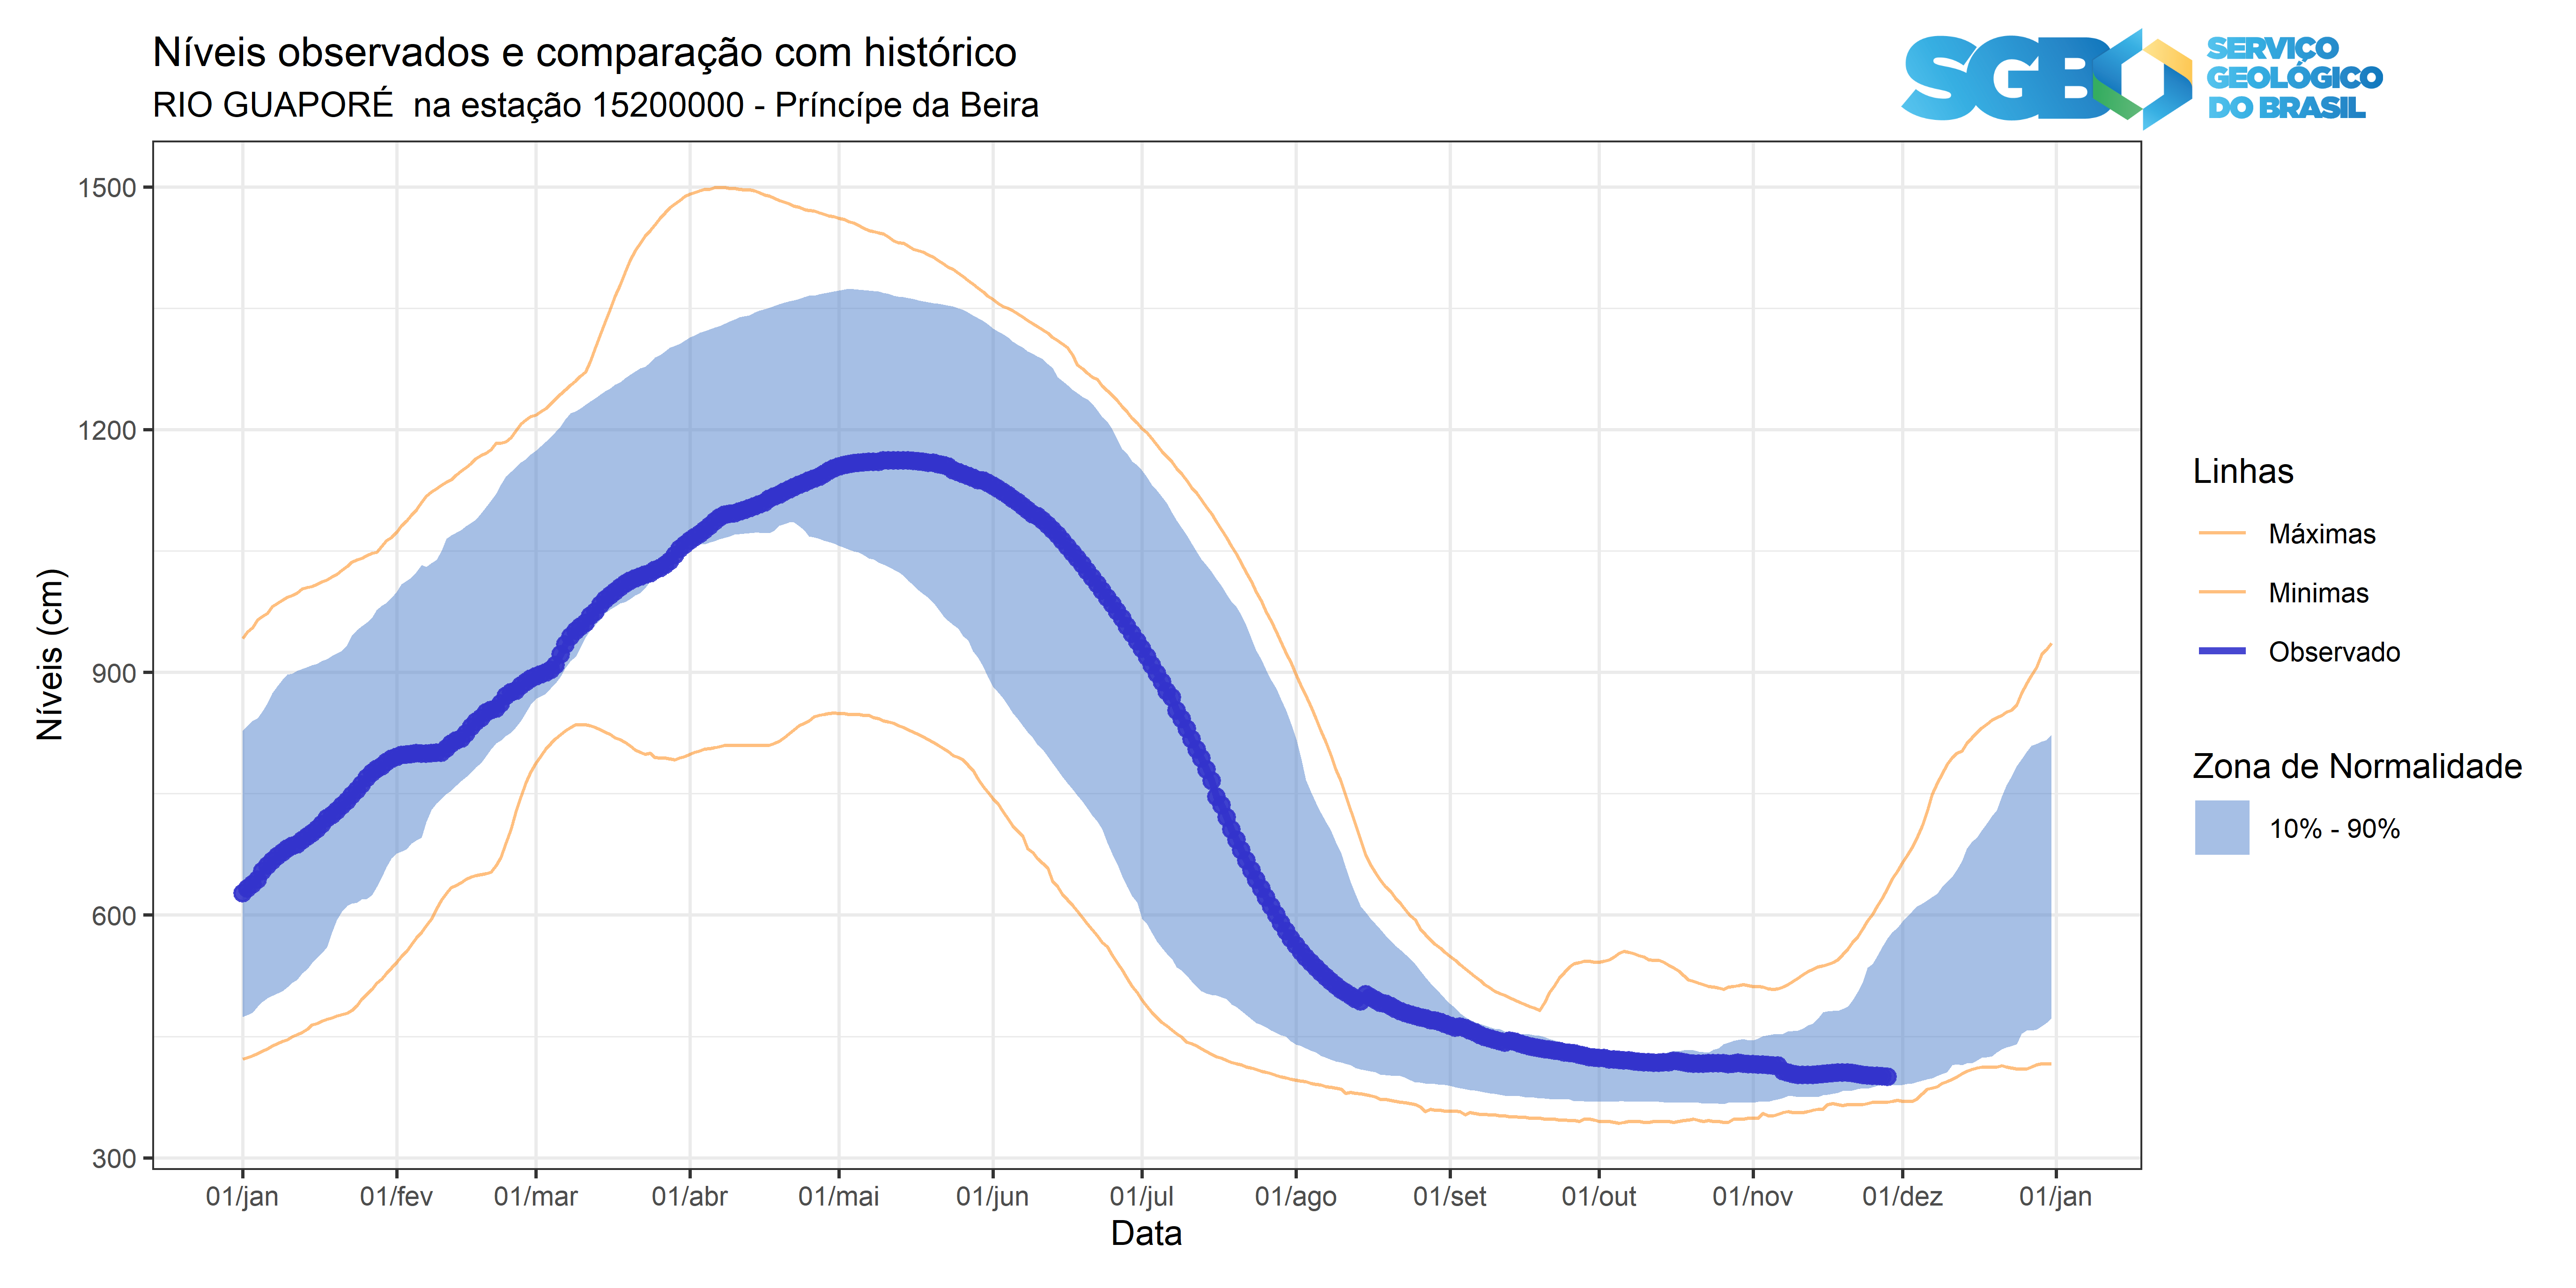 Níveis observados e comparação com histórico
RIO GUAPORÉ  na estação 15200000 - Príncípe da Beira
SGB
SERVIÇO
GEOLÓGICO
DO BRASIL
1500
1200
900
600
300
Níveis (cm)
01/jan
01/fev
01/mar
01/abr
01/mai
01/jun
01/jul
01/ago
01/set
01/out
01/nov
01/dez
01/jan
Data
Linhas
Máximas
Minimas
Observado
Zona de Normalidade
10% - 90%